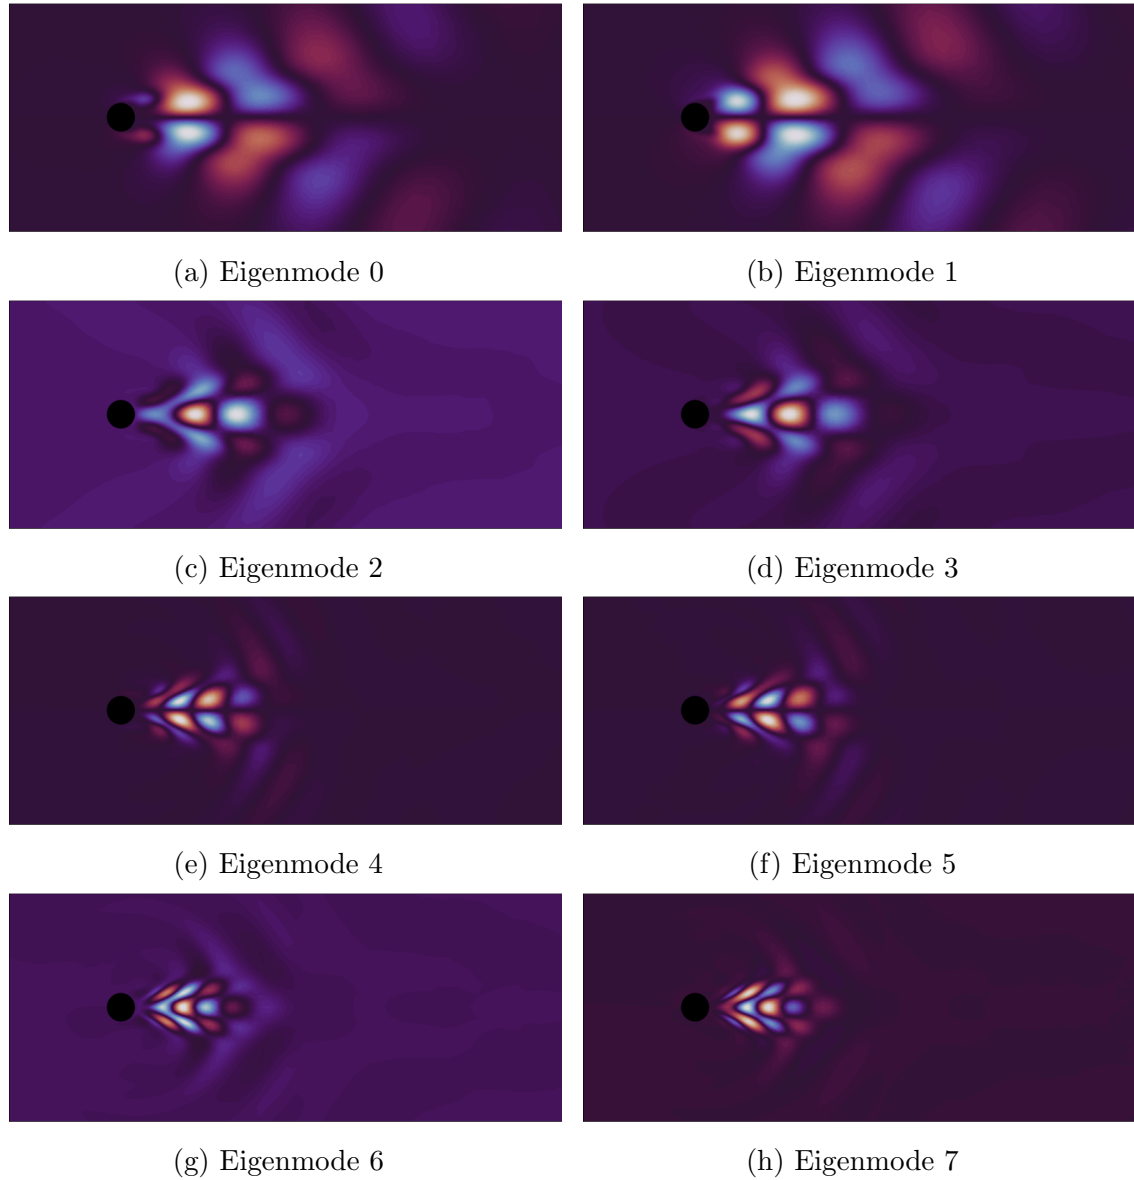 (a) Eigenmode 0
(b) Eigenmode 1
(c) Eigenmode 2
(d) Eigenmode 3
(e) Eigenmode 4
(f) Eigenmode 5
(g) Eigenmode 6
(h) Eigenmode 7